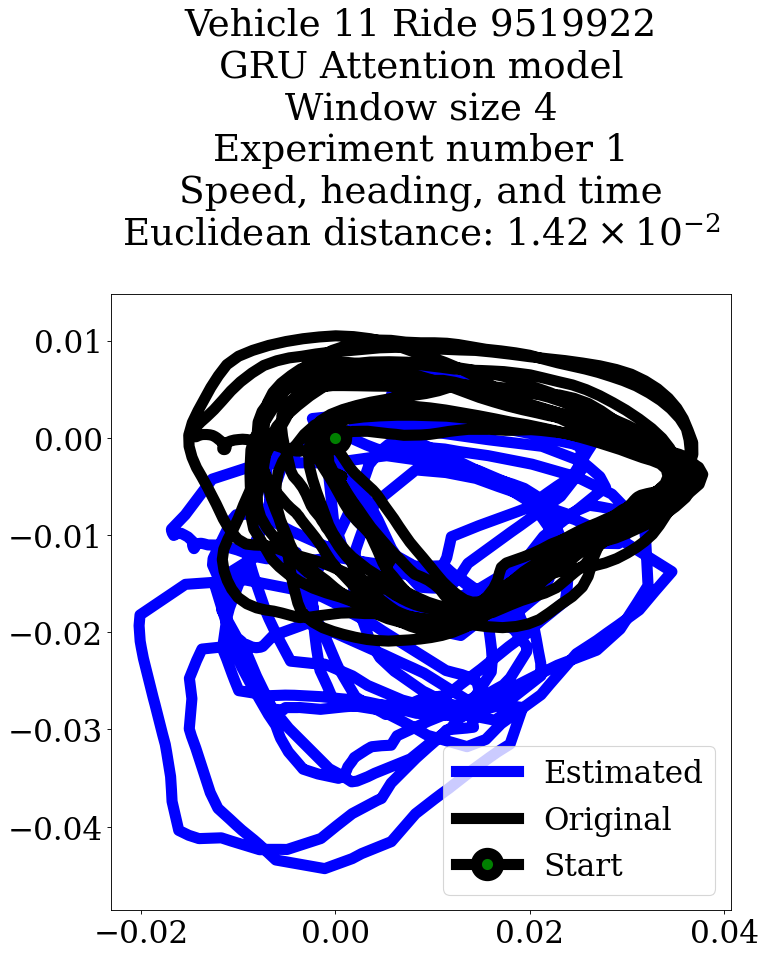 Vehicle 11 Ride 9519922
GRU Attention model
Window size 4
Experiment number 1
Speed, heading, and time
Euclidean distance: 1.42 × 10⁻²
0.01
0.00
−0.01
−0.02
−0.03
−0.04
Estimated
Original
Start
−0.02 0.00 0.02 0.04